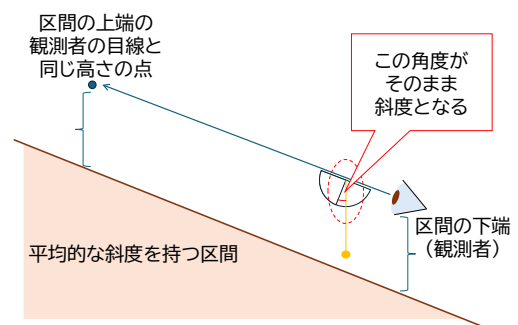 区間の上端の
観測者の目線と
同じ高さの点
この角度が
そのまま
斜度となる
区間の下端
（観測者）
平均的な斜度を持つ区間